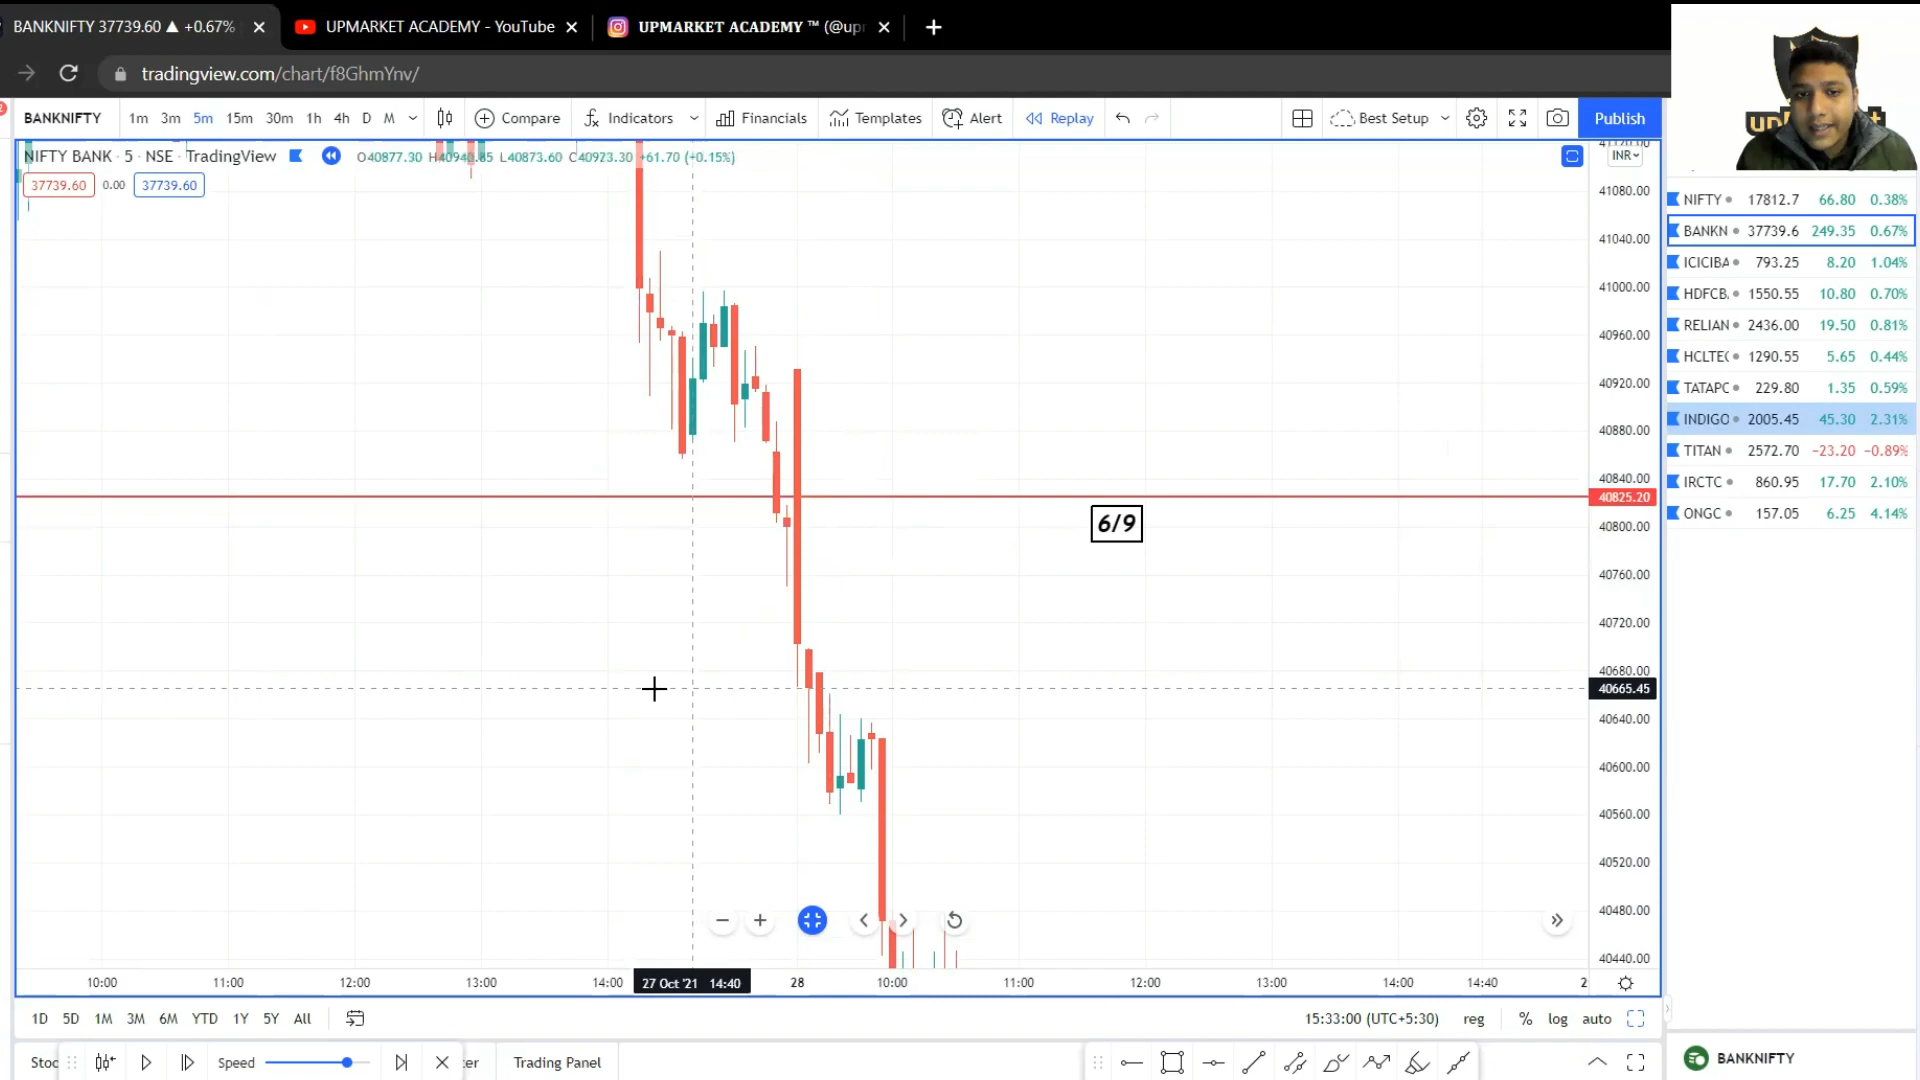 BANKNIFTY 37739.60 ▲ +0.67%
UPMARKET ACADEMY - YouTube
UPMARKET ACADEMY ™ (@up
tradingview.com/chart/f8GhmYnv/
BANKNIFTY 1m 3m 5m 15m 30m 1h 4h D M Compare Indicators Financials Templates Alert Replay Best Setup Publish
NIFTY BANK · 5 · NSE · TradingView O40877.30 H40940.85 L40873.60 C40923.30 +61.70 (+0.15%)
37739.60 0.00 37739.60
INR
41120.00
41080.00
41040.00
41000.00
40960.00
40920.00
40880.00
40840.00
40825.20
40800.00
40760.00
40720.00
40680.00
40665.45
40640.00
40600.00
40560.00
40520.00
40480.00
40440.00
6/9
10:00 11:00 12:00 13:00 14:00 27 Oct '21 14:40 28 10:00 11:00 12:00 13:00 14:00 14:40 2
1D 5D 1M 3M 6M YTD 1Y 5Y All 15:33:00 (UTC+5:30) reg % log auto
Stoc Speed ter Trading Panel
NIFTY 17812.7 66.80 0.38%
BANKN 37739.6 249.35 0.67%
ICICIBA 793.25 8.20 1.04%
HDFCB 1550.55 10.80 0.70%
RELIAN 2436.00 19.50 0.81%
HCLTE 1290.55 5.65 0.44%
TATAPC 229.80 1.35 0.59%
INDIGO 2005.45 45.30 2.31%
TITAN 2572.70 −23.20 −0.89%
IRCTC 860.95 17.70 2.10%
ONGC 157.05 6.25 4.14%
BANKNIFTY